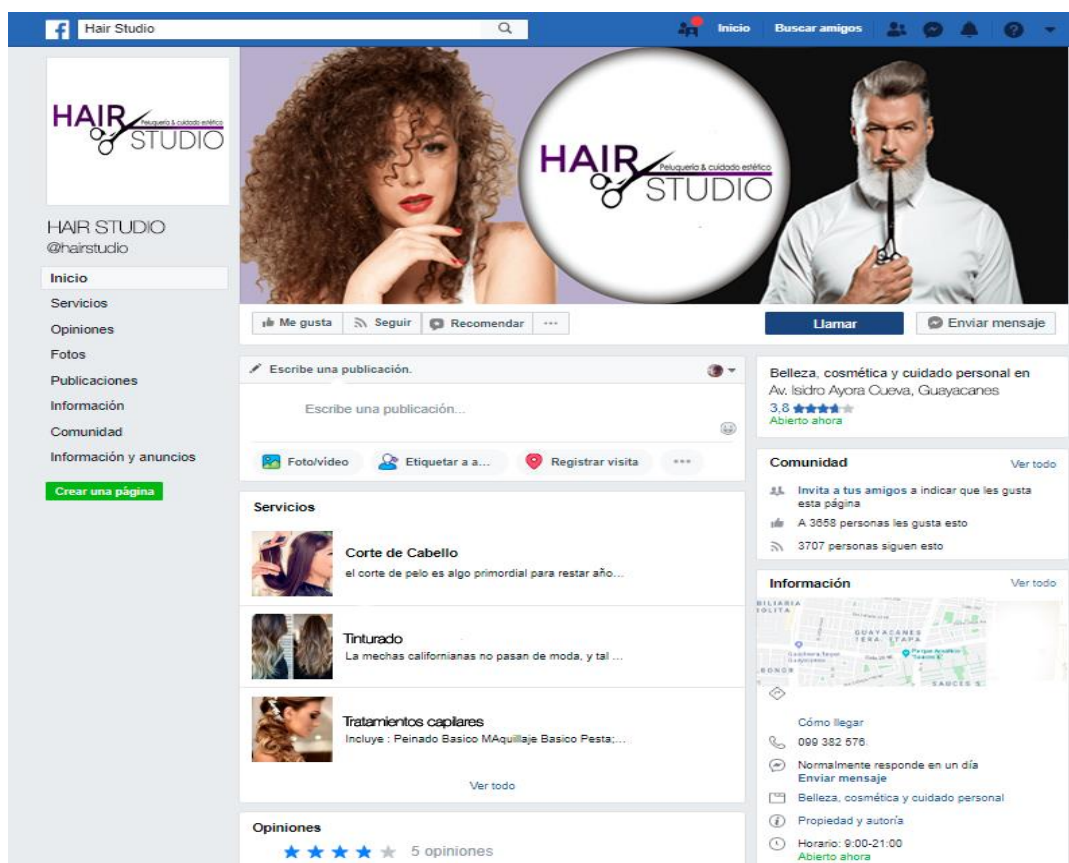 Hair Studio
Inicio
Buscar amigos
HAIR
Peluquería & cuidado estético
STUDIO
HAIR STUDIO
@hairstudio
Inicio
Servicios
Opiniones
Fotos
Publicaciones
Información
Comunidad
Información y anuncios
Crear una página
HAIR
Peluquería & cuidado estético
STUDIO
Me gusta
Seguir
Recomendar
Llamar
Enviar mensaje
Escribe una publicación.
Escribe una publicación...
Foto/vídeo
Etiquetar a a...
Registrar visita
Servicios
Corte de Cabello
el corte de pelo es algo primordial para restar año...
Tinturado
La mechas californianas no pasan de moda, y tal ...
Tratamientos capilares
Incluye : Peinado Basico MAquillaje Basico Pesta;...
Ver todo
Opiniones
5 opiniones
Belleza, cosmética y cuidado personal en
Av. Isidro Ayora Cueva, Guayacanes
3,8
Abierto ahora
Comunidad
Ver todo
Invita a tus amigos a indicar que les gusta
esta página
A 3658 personas les gusta esto
3707 personas siguen esto
Información
Ver todo
GUAYACANES
Cómo llegar
099 382 576.
Normalmente responde en un día
Enviar mensaje
Belleza, cosmética y cuidado personal
Propiedad y autoría
Horario: 9:00-21:00
Abierto ahora